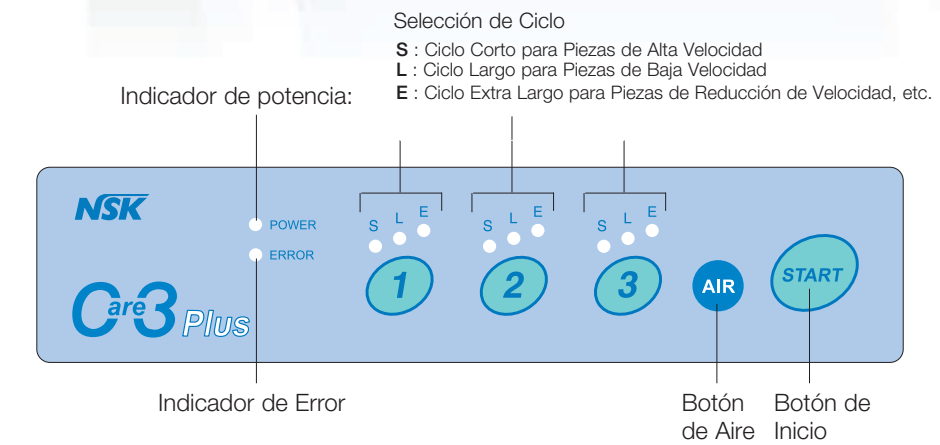 Selección de Ciclo
S : Ciclo Corto para Piezas de Alta Velocidad
L : Ciclo Largo para Piezas de Baja Velocidad
E : Ciclo Extra Largo para Piezas de Reducción de Velocidad, etc.
Indicador de potencia:
NSK
POWER
ERROR
S L E
S L E
S L E
1 2 3 AIR START
Care3 Plus
Indicador de Error
Botón de Aire
Botón de Inicio